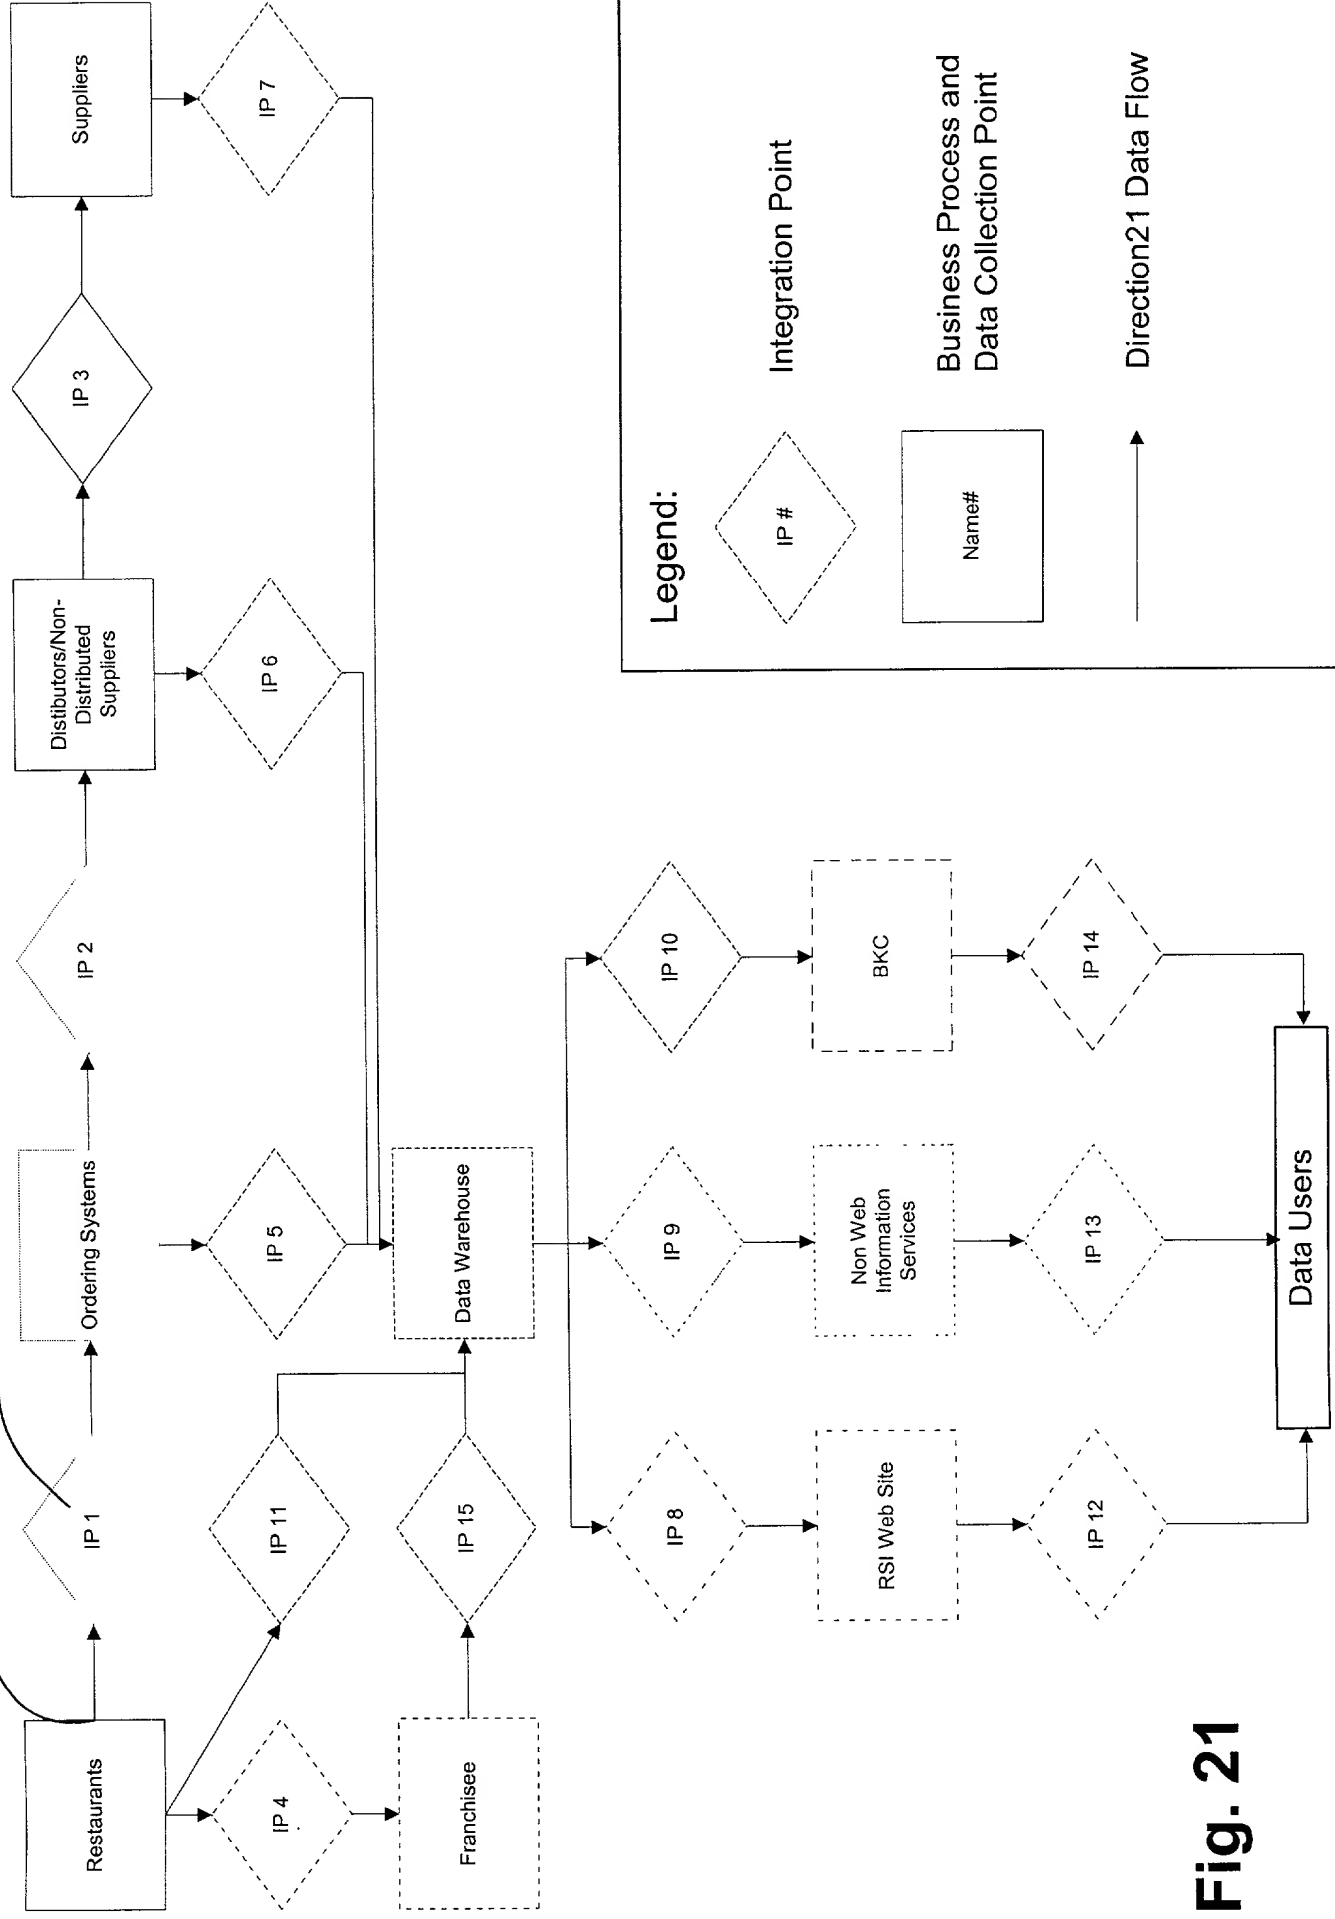 Restaurants
IP 1
Ordering Systems
IP 2
Distibutors/Non-
Distributed
Suppliers
IP 3
Suppliers
IP 4
IP 11
IP 5
IP 6
IP 7
Franchisee
IP 15
Data Warehouse
IP 8
IP 9
IP 10
RSI Web Site
Non Web
Information
Services
BKC
IP 12
IP 13
IP 14
Data Users
Legend:
IP #
Integration Point
Name#
Business Process and
Data Collection Point
Direction21 Data Flow
Fig. 21